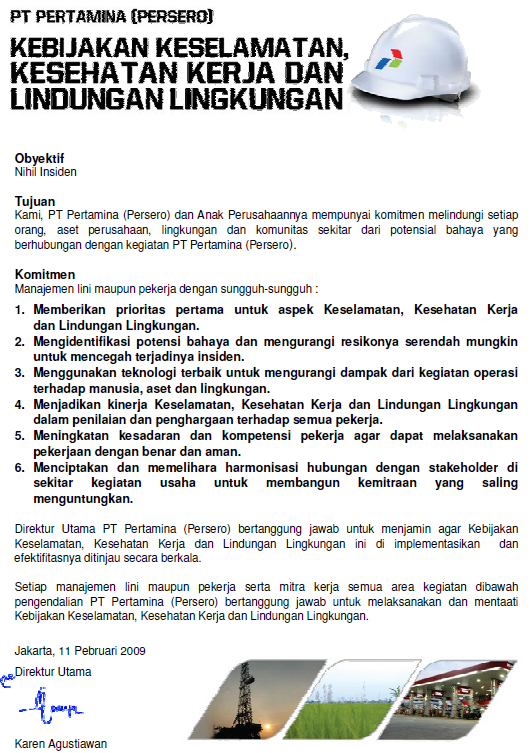 PT PERTAMINA (PERSERO)
KEBIJAKAN KESELAMATAN,
KESEHATAN KERJA DAN
LINDUNGAN LINGKUNGAN
Obyektif
Nihil Insiden
Tujuan
Kami, PT Pertamina (Persero) dan Anak Perusahaannya mempunyai komitmen melindungi setiap
orang, aset perusahaan, lingkungan dan komunitas sekitar dari potensial bahaya yang
berhubungan dengan kegiatan PT Pertamina (Persero).
Komitmen
Manajemen lini maupun pekerja dengan sungguh-sungguh :
1. Memberikan prioritas pertama untuk aspek Keselamatan, Kesehatan Kerja
dan Lindungan Lingkungan.
2. Mengidentifikasi potensi bahaya dan mengurangi resikonya serendah mungkin
untuk mencegah terjadinya insiden.
3. Menggunakan teknologi terbaik untuk mengurangi dampak dari kegiatan operasi
terhadap manusia, aset dan lingkungan.
4. Menjadikan kinerja Keselamatan, Kesehatan Kerja dan Lindungan Lingkungan
dalam penilaian dan penghargaan terhadap semua pekerja.
5. Meningkatan kesadaran dan kompetensi pekerja agar dapat melaksanakan
pekerjaan dengan benar dan aman.
6. Menciptakan dan memelihara harmonisasi hubungan dengan stakeholder di
sekitar kegiatan usaha untuk membangun kemitraan yang saling
menguntungkan.
Direktur Utama PT Pertamina (Persero) bertanggung jawab untuk menjamin agar Kebijakan
Keselamatan, Kesehatan Kerja dan Lindungan Lingkungan ini di implementasikan dan
efektifitasnya ditinjau secara berkala.
Setiap manajemen lini maupun pekerja serta mitra kerja semua area kegiatan dibawah
pengendalian PT Pertamina (Persero) bertanggung jawab untuk melaksanakan dan mentaati
Kebijakan Keselamatan, Kesehatan Kerja dan Lindungan Lingkungan.
Jakarta, 11 Pebruari 2009
Direktur Utama
Karen Agustiawan